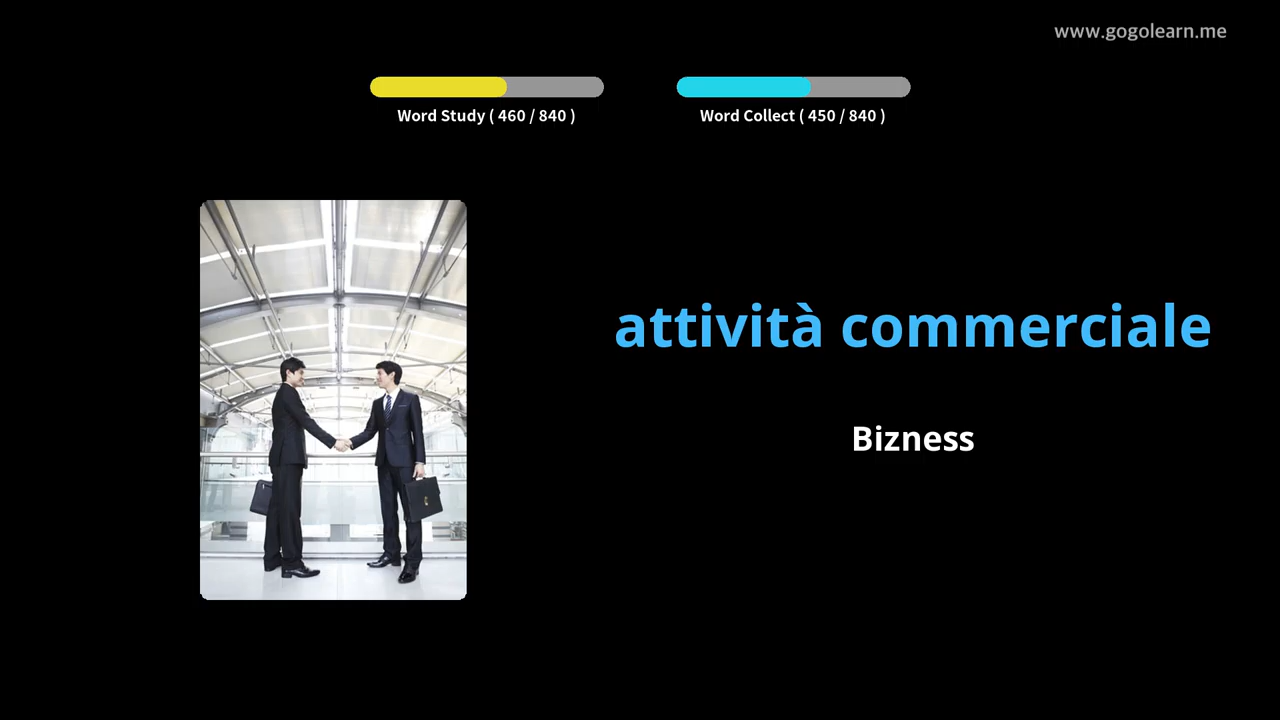 www.gogolearn.me
Word Study ( 460 / 840 )
Word Collect ( 450 / 840 )
attività commerciale
Bizness